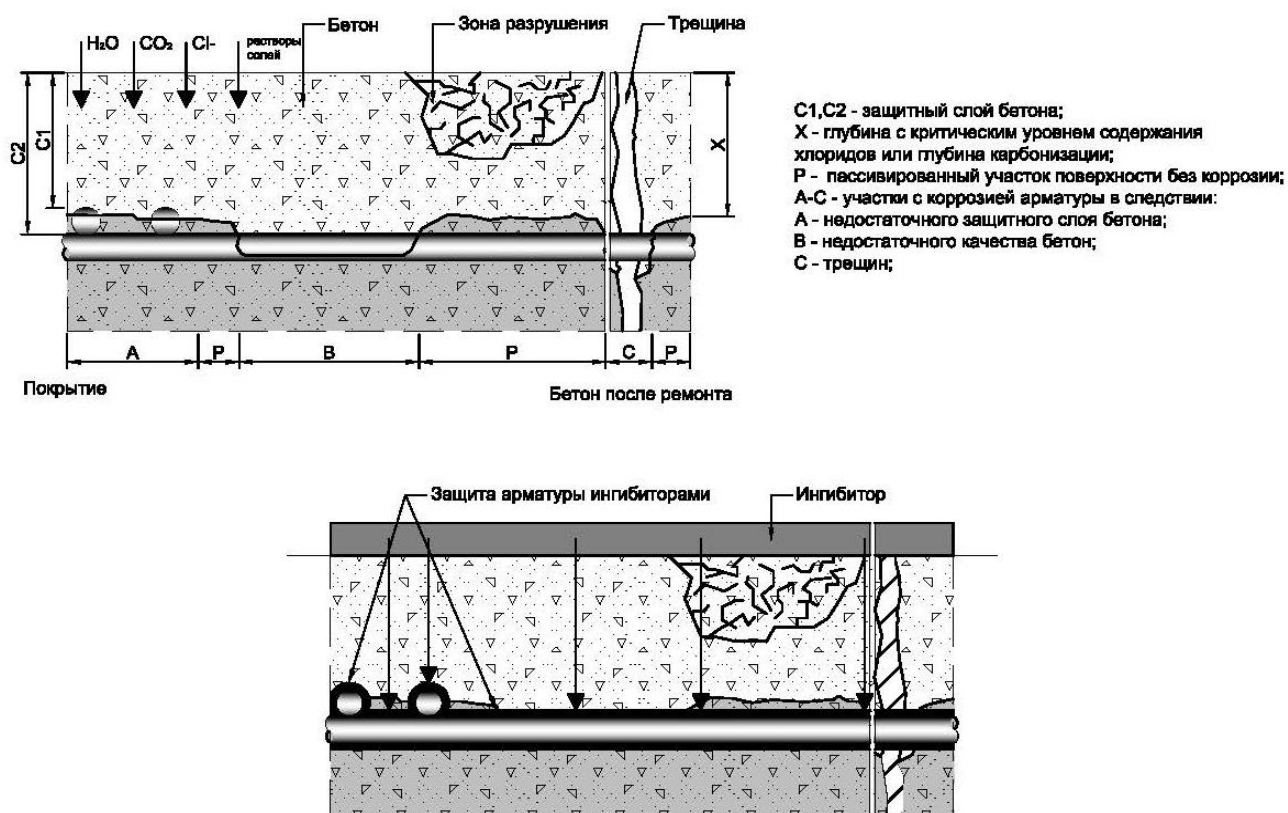 Бетон
Зона разрушения
Трещина
H₂O
CO₂
Cl-
растворы
солей
C2
C1
X
C1,C2 - защитный слой бетона;
X - глубина с критическим уровнем содержания
хлоридов или глубина карбонизации;
P - пассивированный участок поверхности без коррозии;
A-C - участки с коррозией арматуры в следствии:
A - недостаточного защитного слоя бетона;
B - недостаточного качества бетон;
C - трещин;
A
P
B
P
C
P
Покрытие
Бетон после ремонта
Защита арматуры ингибиторами
Ингибитор